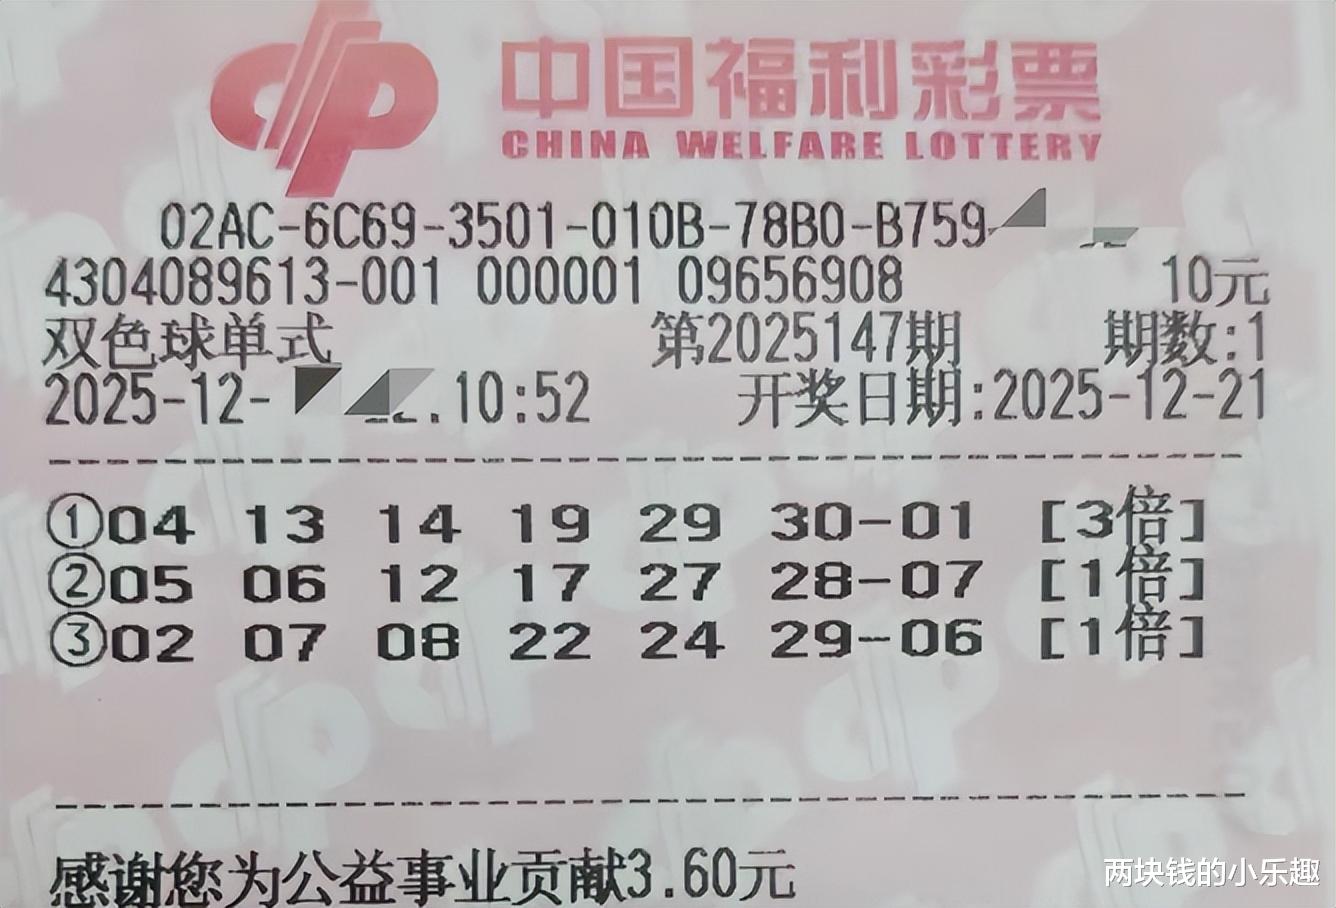 中国福利彩票
CHINA WELFARE LOTTERY
02AC-6C69-3501-010B-78B0-B759-
4304089613-001 000001 09656908 10元
双色球单式 第2025147期 期数:1
2025-12- .10:52 开奖日期:2025-12-21
①04 13 14 19 29 30-01 [3倍]
②05 06 12 17 27 28-07 [1倍]
③02 07 08 22 24 29-06 [1倍]
感谢您为公益事业贡献3.60元
两块钱的小乐趣